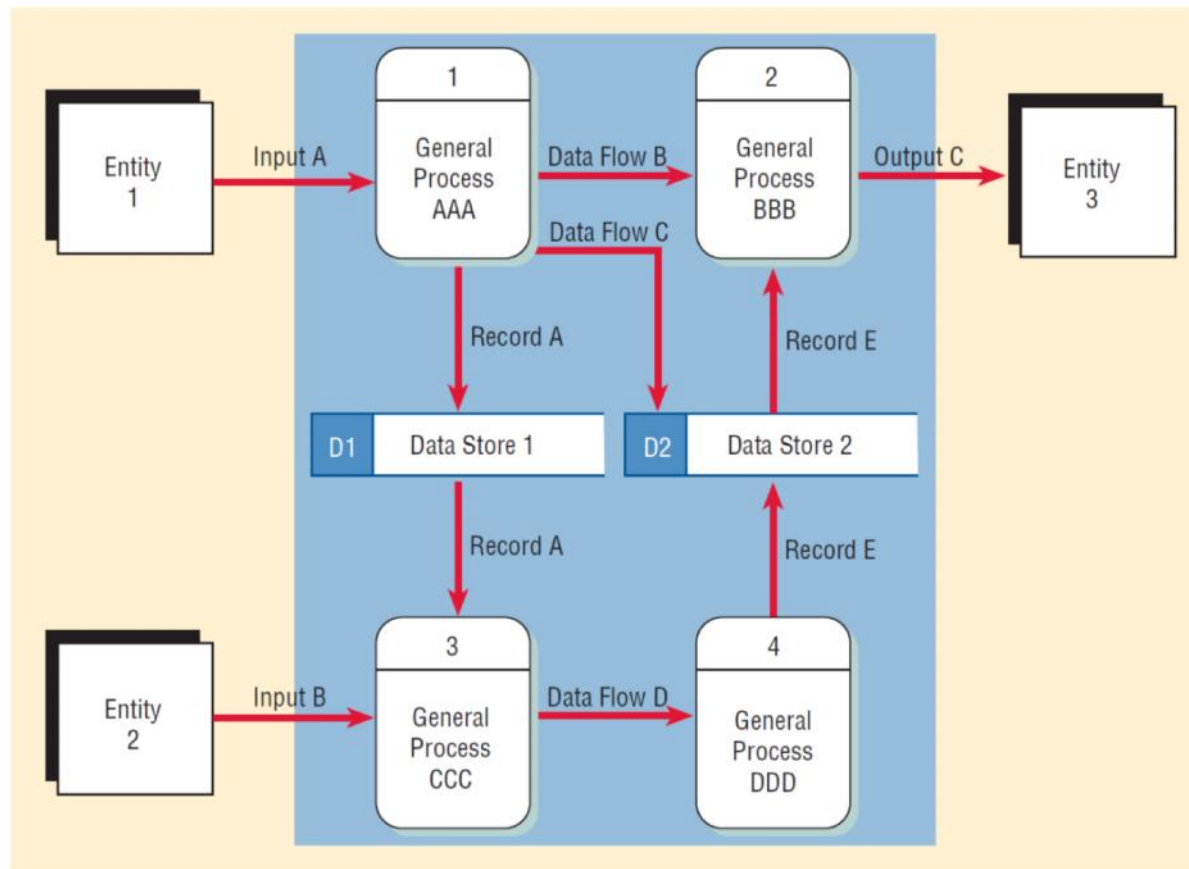 1
2
Entity
1
Input A
General
Process
AAA
Data Flow B
General
Process
BBB
Output C
Entity
3
Data Flow C
Record A
Record E
D1
Data Store 1
D2
Data Store 2
Record A
Record E
3
4
Entity
2
Input B
General
Process
CCC
Data Flow D
General
Process
DDD